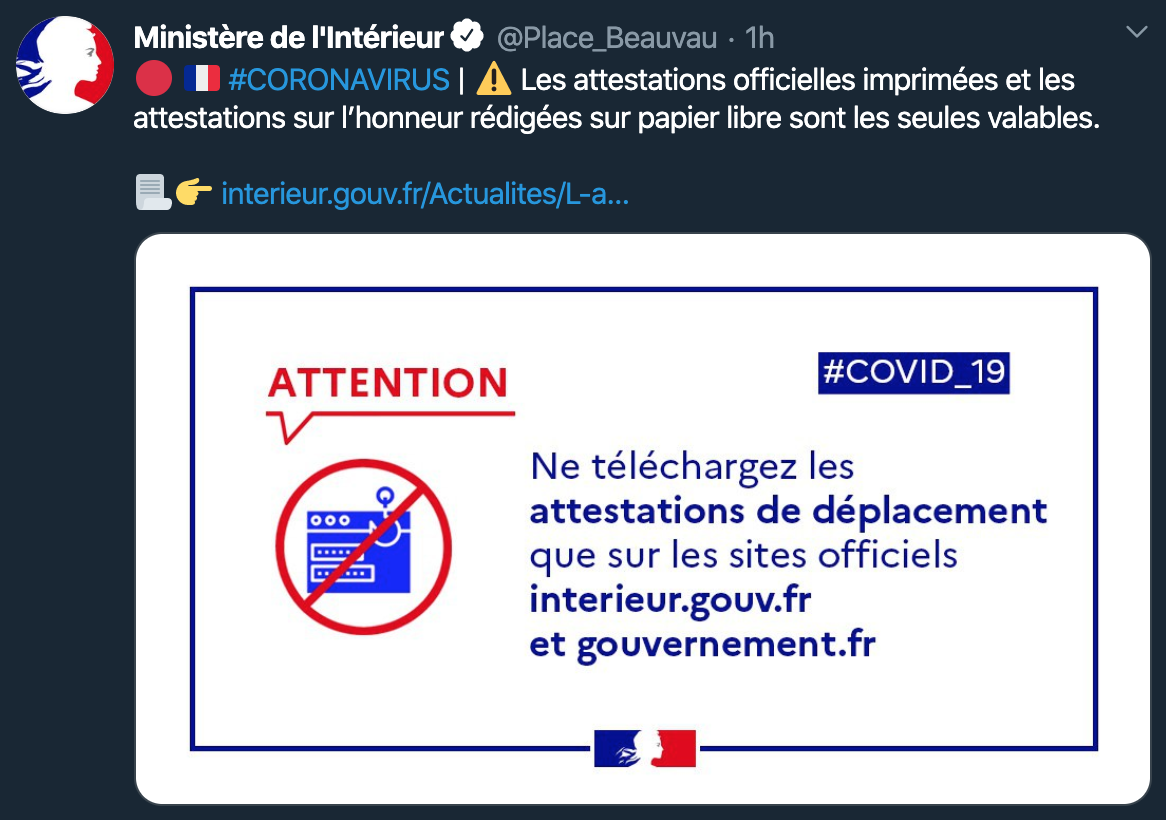 Ministère de l'Intérieur @Place_Beauvau · 1h
#CORONAVIRUS | ⚠️ Les attestations officielles imprimées et les
attestations sur l’honneur rédigées sur papier libre sont les seules valables.
interieur.gouv.fr/Actualites/L-a...
ATTENTION
#COVID_19
Ne téléchargez les
attestations de déplacement
que sur les sites officiels
interieur.gouv.fr
et gouvernement.fr